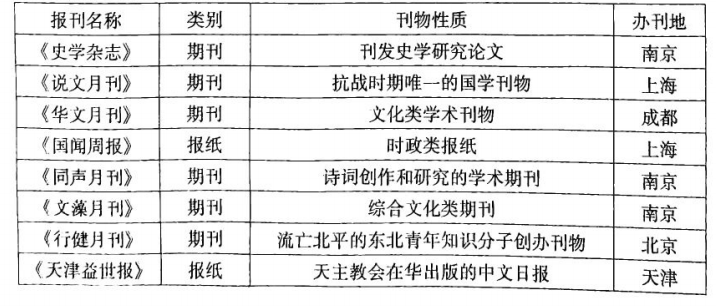 报刊名称 类别 刊物性质 办刊地
《史学杂志》 期刊 刊发史学研究论文 南京
《说文月刊》 期刊 抗战时期唯一的国学刊物 上海
《华文月刊》 期刊 文化类学术刊物 成都
《国闻周报》 报纸 时政类报纸 上海
《同声月刊》 期刊 诗词创作和研究的学术期刊 南京
《文藻月刊》 期刊 综合文化类期刊 南京
《行健月刊》 期刊 流亡北平的东北青年知识分子创办刊物 北京
《天津益世报》 报纸 天主教会在华出版的中文日报 天津